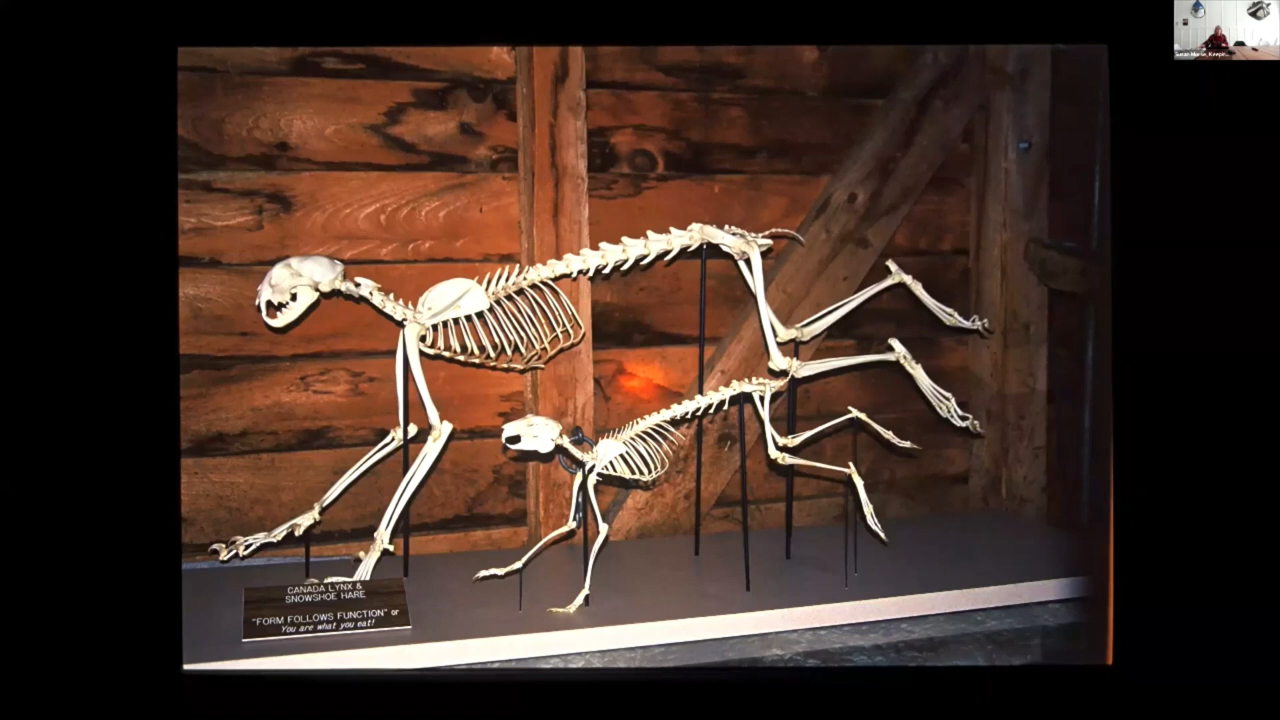 CANADA LYNX &
SNOWSHOE HARE
"FORM FOLLOWS FUNCTION" or
You are what you eat!